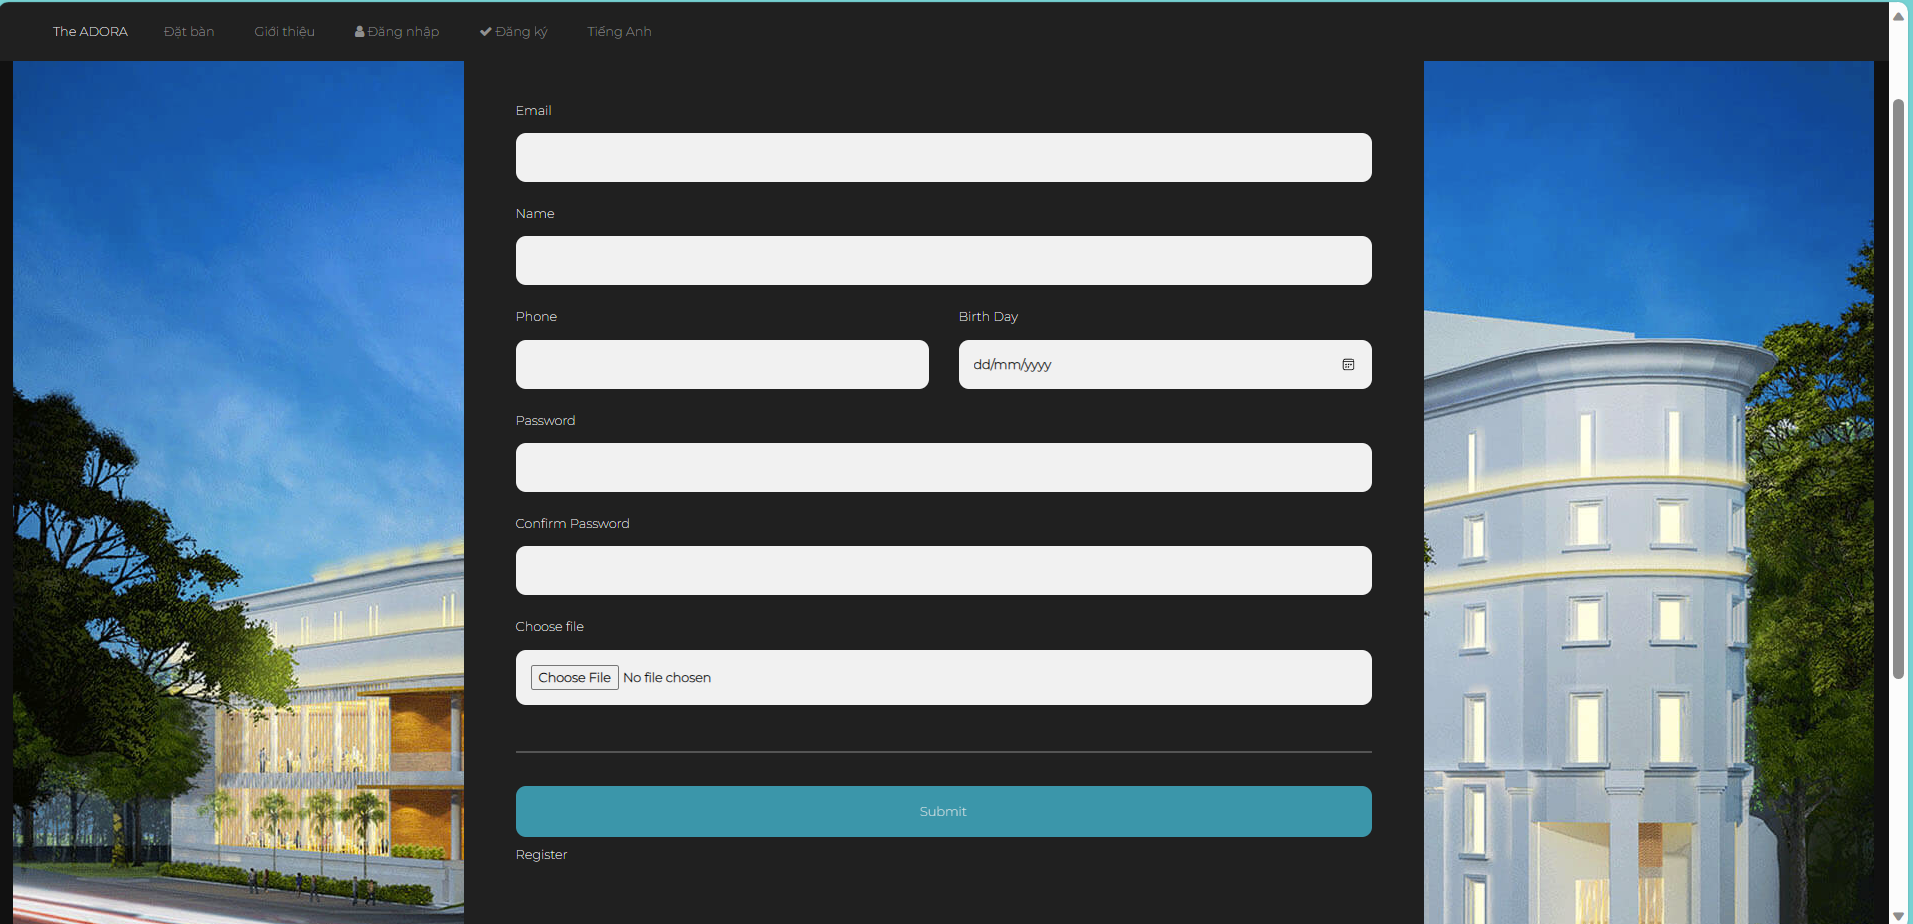 The ADORA Đặt bàn Giới thiệu Đăng nhập Đăng ký Tiếng Anh
Email
Name
Phone Birth Day
dd/mm/yyyy
Password
Confirm Password
Choose file
Choose File No file chosen
Submit
Register